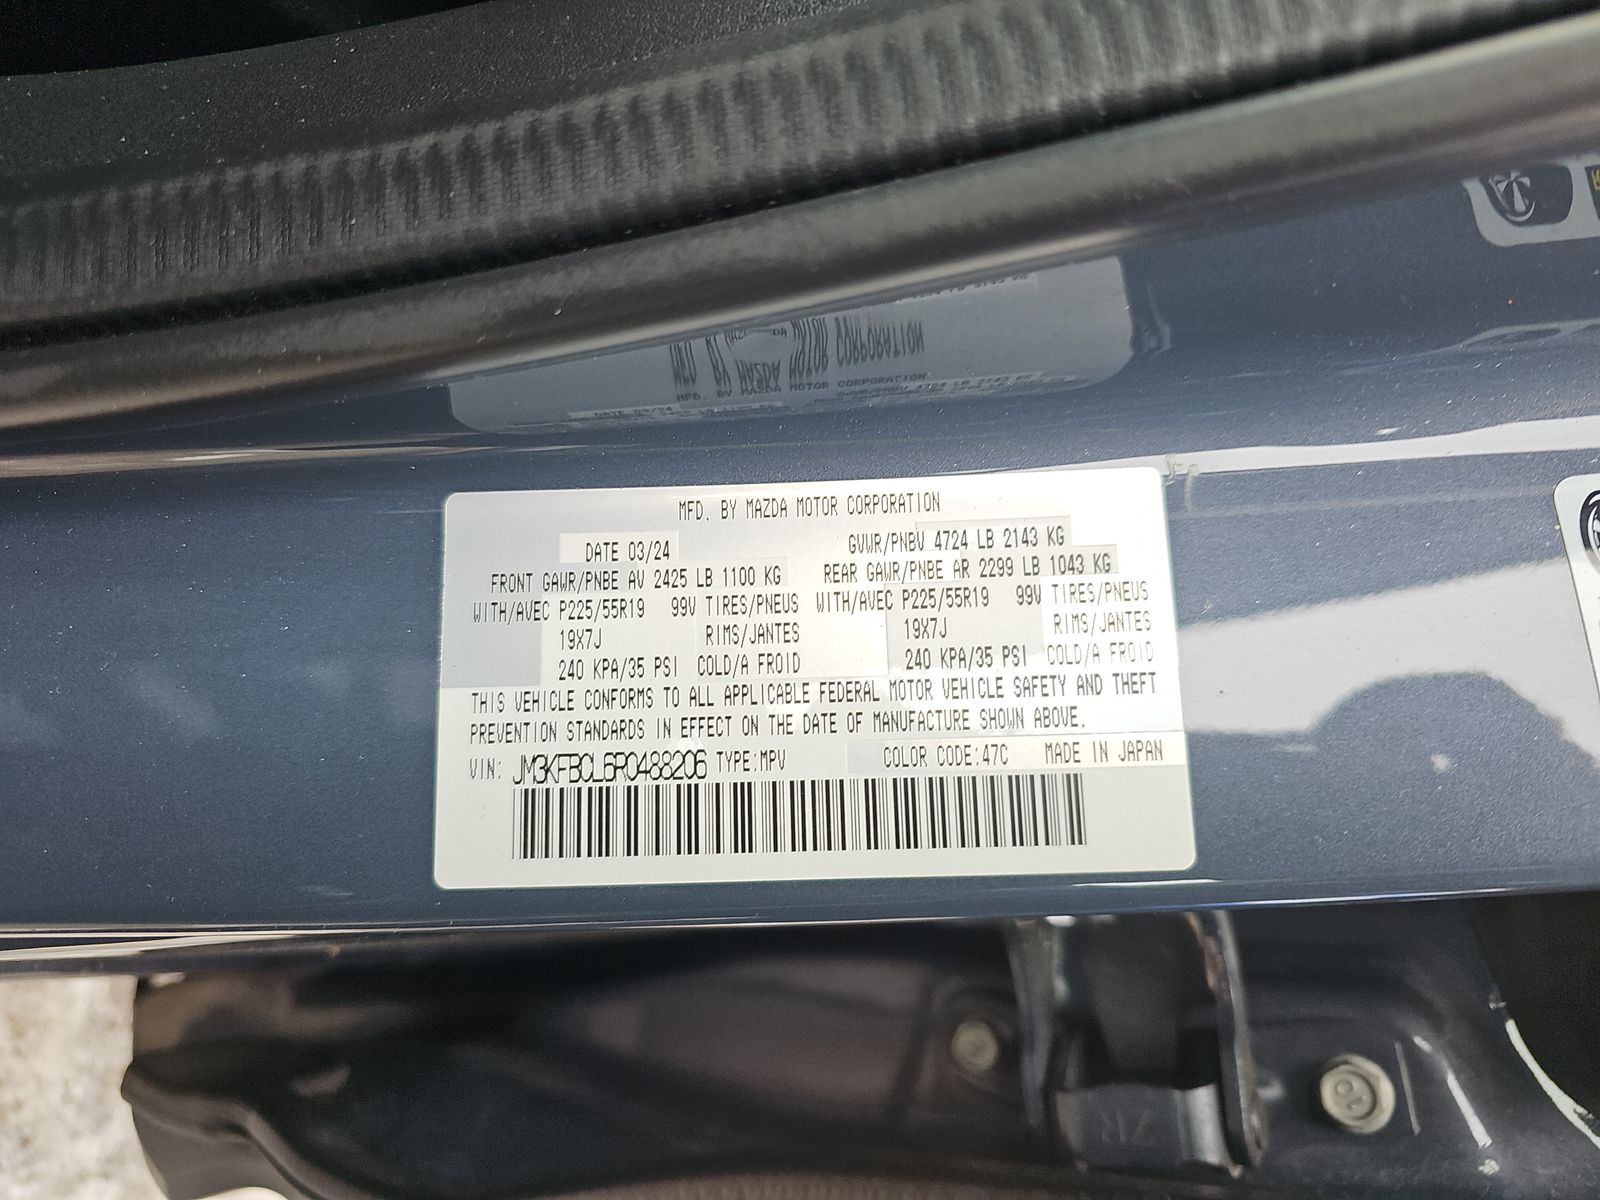 MFD. BY MAZDA MOTOR CORPORATION
DATE 03/24 GVWR/PNBV 4724 LB 2143 KG
FRONT GAWR/PNBE AV 2425 LB 1100 KG REAR GAWR/PNBE AR 2299 LB 1043 KG
WITH/AVEC P225/55R19 99V TIRES/PNEUS WITH/AVEC P225/55R19 99V TIRES/PNEUS
19X7J RIMS/JANTES 19X7J RIMS/JANTES
240 KPA/35 PSI COLD/A FROID 240 KPA/35 PSI COLD/A FROID
THIS VEHICLE CONFORMS TO ALL APPLICABLE FEDERAL MOTOR VEHICLE SAFETY AND THEFT
PREVENTION STANDARDS IN EFFECT ON THE DATE OF MANUFACTURE SHOWN ABOVE.
VIN: JM3KFBCL6R0488206 TYPE:MPV COLOR CODE:47C MADE IN JAPAN
10
ZR